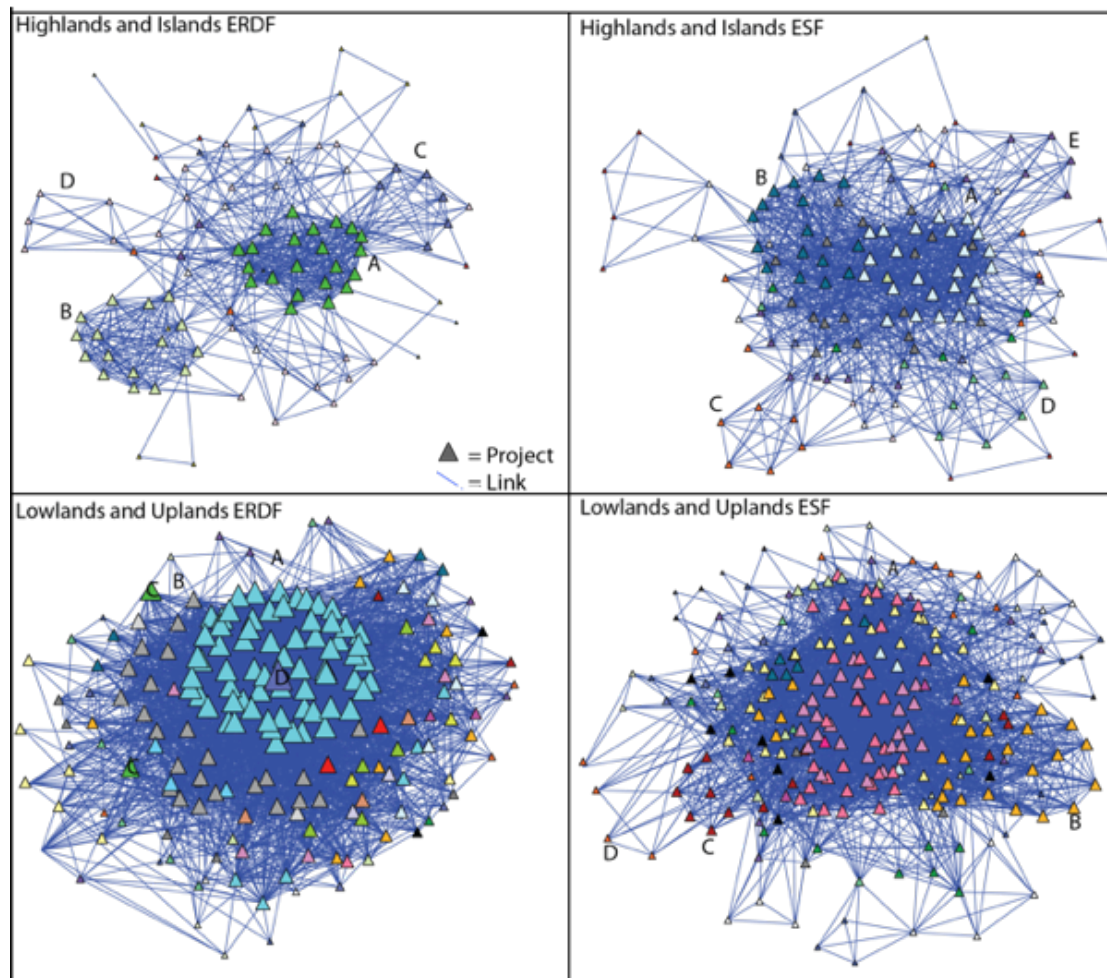 Highlands and Islands ERDF
C
D
A
B
= Project
= Link
Highlands and Islands ESF
E
B
A
C
D
Lowlands and Uplands ERDF
A
B
C
D
C
Lowlands and Uplands ESF
A
B
D
C